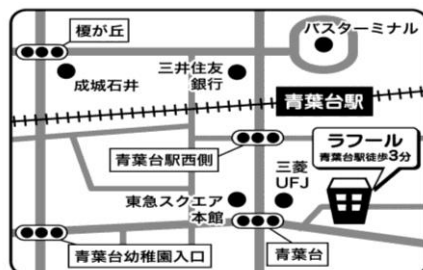 榎が丘
バスターミナル
成城石井
三井住友
銀行
青葉台駅
ラフール
青葉台駅徒歩3分
青葉台駅西側
三菱
UFJ
東急スクエア
本館
青葉台幼稚園入口
青葉台